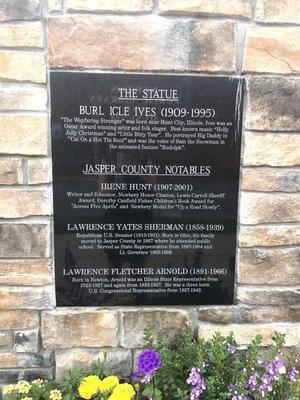 THE STATUE
BURL ICLE IVES (1909-1995)
"The Wayfaring Stranger" was born near Hunt City, Illinois. Ives was an
Oscar Award winning actor and folk singer. Best known music "Holly
Jolly Christmas" and "Little Bitty Tear". He portrayed Big Daddy in
"Cat On a Hot Tin Roof" and was the voice of Sam the Snowman in
the animated feature "Rudolph".
JASPER COUNTY NOTABLES
IRENE HUNT (1907-2001)
Writer and Educator, Newbery Honor Citation, Lewis Carroll Sheriff
Award, Dorothy Canfield Fisher Children's Book Award for
"Across Five Aprils" and Newbery Medal for "Up a Road Slowly".
LAWRENCE YATES SHERMAN (1858-1939)
Republican U.S. Senator (1913-1921): Born in Ohio, his family
moved to Jasper County in 1867 where he attended public
school. Served as State Representative from 1897-1904 and
Lt. Governor 1905-1909.
LAWRENCE FLETCHER ARNOLD (1891-1966)
Born in Newton, Arnold was an Illinois State Representative from
1923-1927 and again from 1933-1937. He was a three term
U.S. Congressional Representative from 1937-1943.